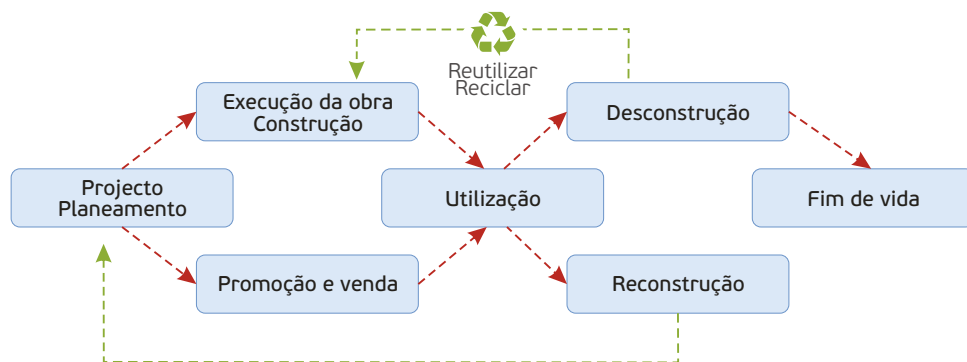 Reutilizar
Reciclar
Execução da obra
Construção
Desconstrução
Projecto
Planeamento
Utilização
Fim de vida
Promoção e venda
Reconstrução